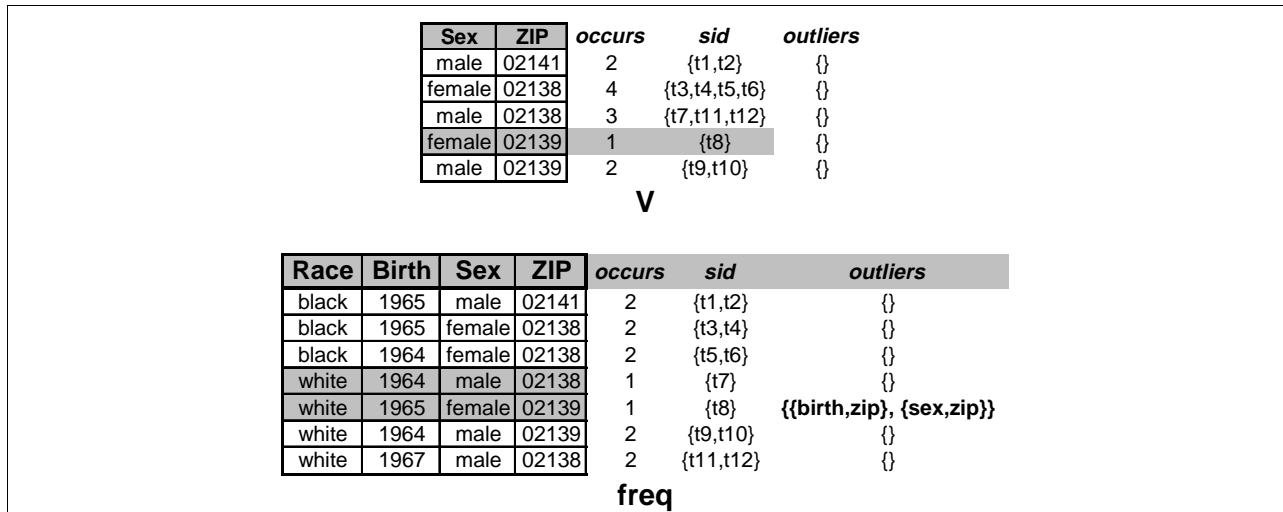 Sex ZIP occurs sid outliers
male 02141 2 {t1,t2} {}
female 02138 4 {t3,t4,t5,t6} {}
male 02138 3 {t7,t11,t12} {}
female 02139 1 {t8} {}
male 02139 2 {t9,t10} {}
V
Race Birth Sex ZIP occurs sid outliers
black 1965 male 02141 2 {t1,t2} {}
black 1965 female 02138 2 {t3,t4} {}
black 1964 female 02138 2 {t5,t6} {}
white 1964 male 02138 1 {t7} {}
white 1965 female 02139 1 {t8} {{birth,zip}, {sex,zip}}
white 1964 male 02139 2 {t9,t10} {}
white 1967 male 02138 2 {t11,t12} {}
freq